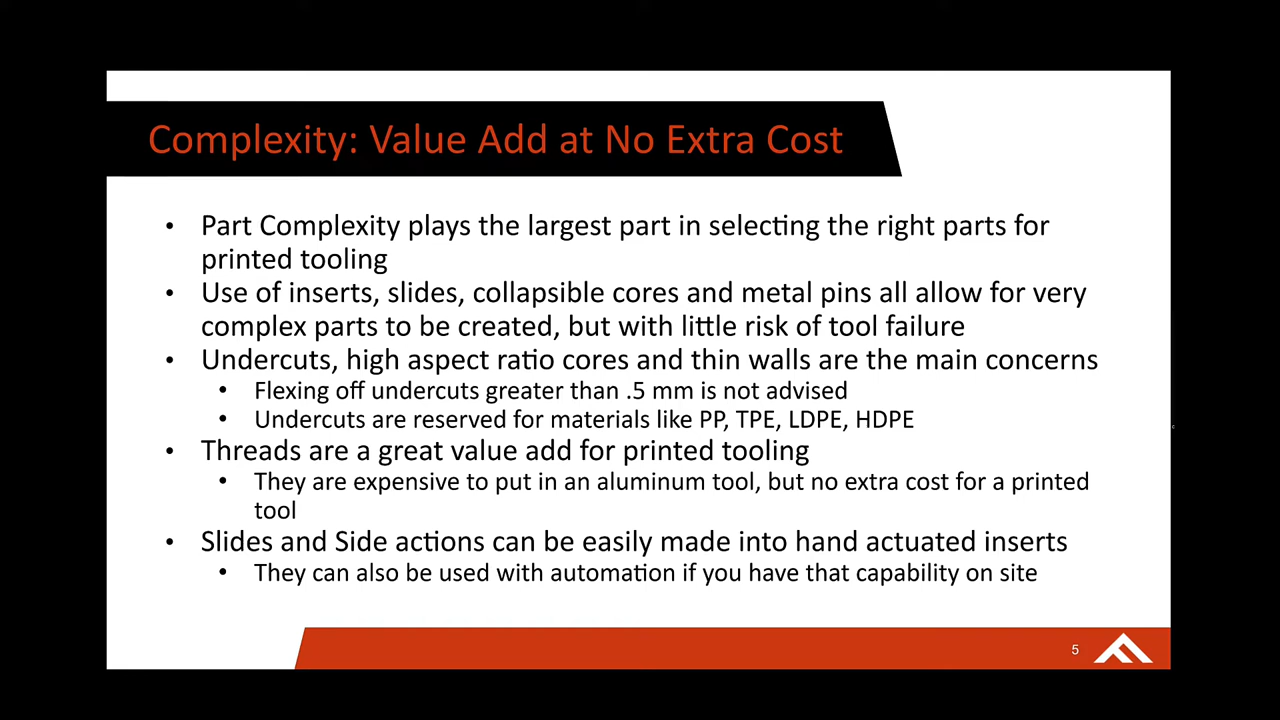 Complexity: Value Add at No Extra Cost
• Part Complexity plays the largest part in selecting the right parts for
printed tooling
• Use of inserts, slides, collapsible cores and metal pins all allow for very
complex parts to be created, but with little risk of tool failure
• Undercuts, high aspect ratio cores and thin walls are the main concerns
• Flexing off undercuts greater than .5 mm is not advised
• Undercuts are reserved for materials like PP, TPE, LDPE, HDPE
• Threads are a great value add for printed tooling
• They are expensive to put in an aluminum tool, but no extra cost for a printed
tool
• Slides and Side actions can be easily made into hand actuated inserts
• They can also be used with automation if you have that capability on site
5